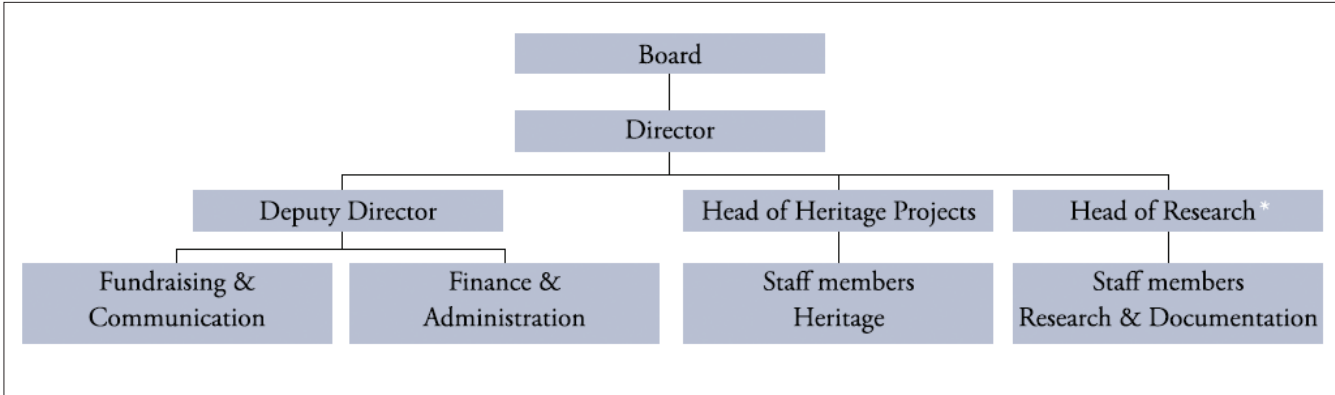 Board
Director
Deputy Director
Head of Heritage Projects
Head of Research *
Fundraising &
Communication
Finance &
Administration
Staff members
Heritage
Staff members
Research & Documentation